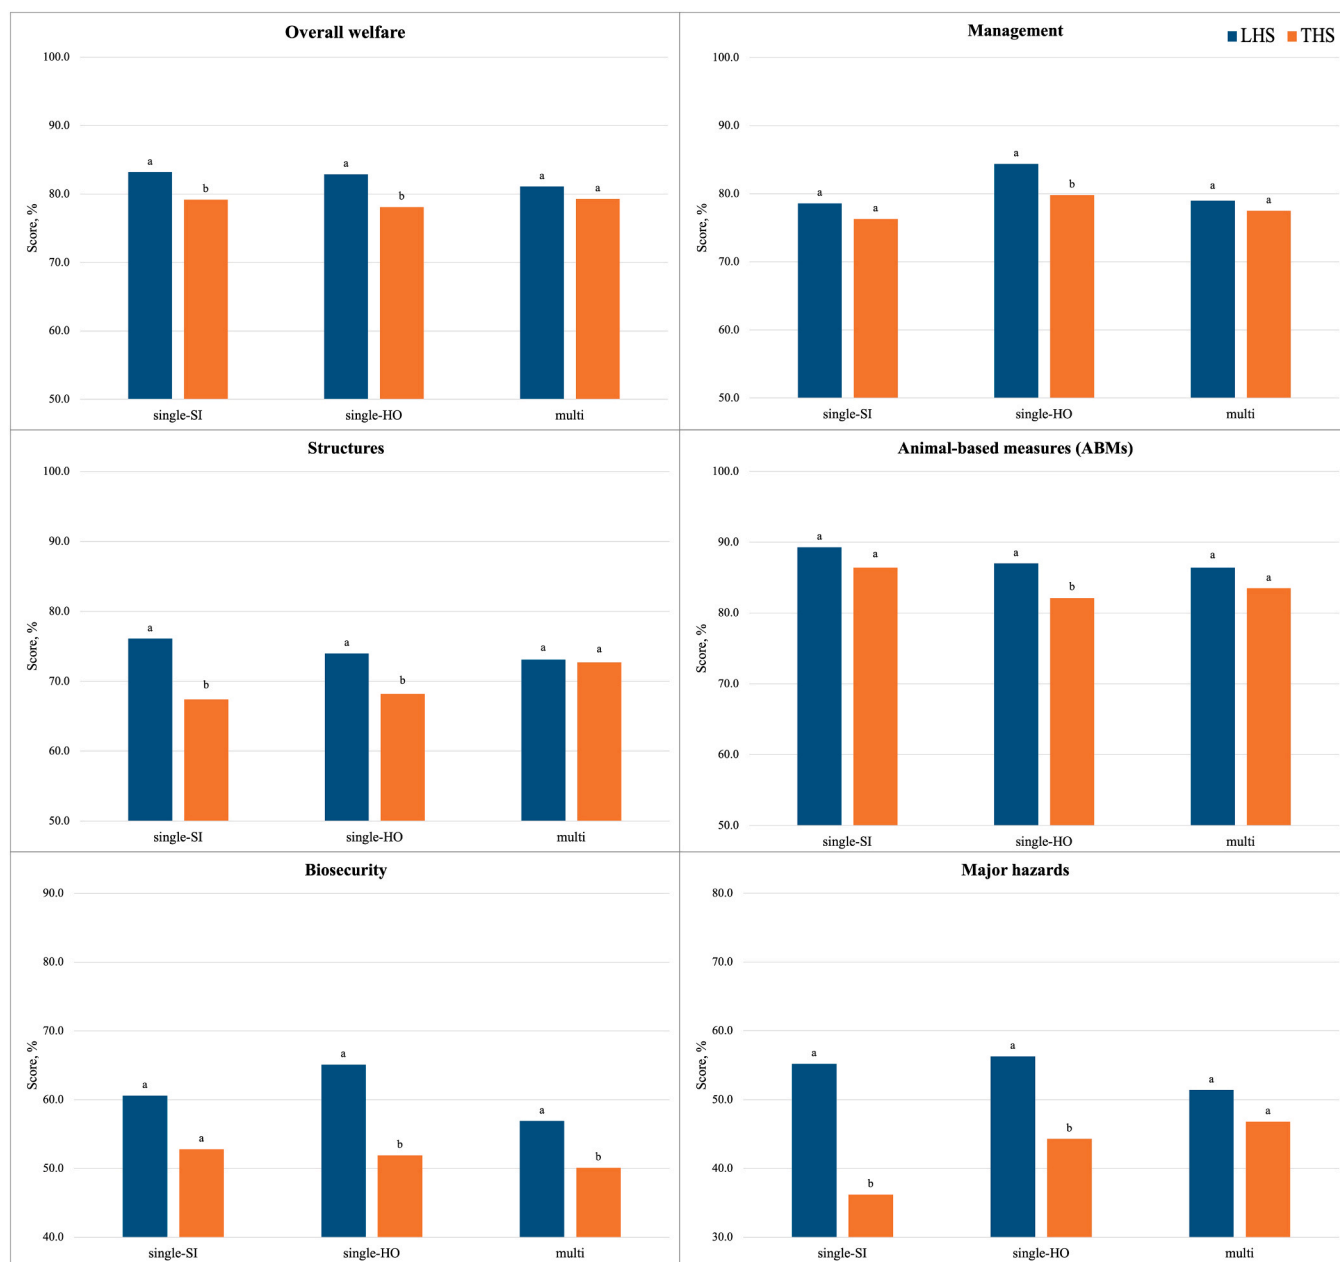 Overall welfare
100.0
90.0
80.0
70.0
60.0
50.0
Score, %
a
b
a
b
a
a
single-SI
single-HO
multi
Management
LHS THS
100.0
90.0
80.0
70.0
60.0
50.0
Score, %
a
a
a
b
a
a
single-SI
single-HO
multi
Structures
100.0
90.0
80.0
70.0
60.0
50.0
Score, %
a
b
a
b
a
a
single-SI
single-HO
multi
Animal-based measures (ABMs)
100.0
90.0
80.0
70.0
60.0
50.0
Score, %
a
a
a
b
a
a
single-SI
single-HO
multi
Biosecurity
90.0
80.0
70.0
60.0
50.0
40.0
Score, %
a
a
a
b
a
b
single-SI
single-HO
multi
Major hazards
80.0
70.0
60.0
50.0
40.0
30.0
Score, %
a
b
a
b
a
a
single-SI
single-HO
multi